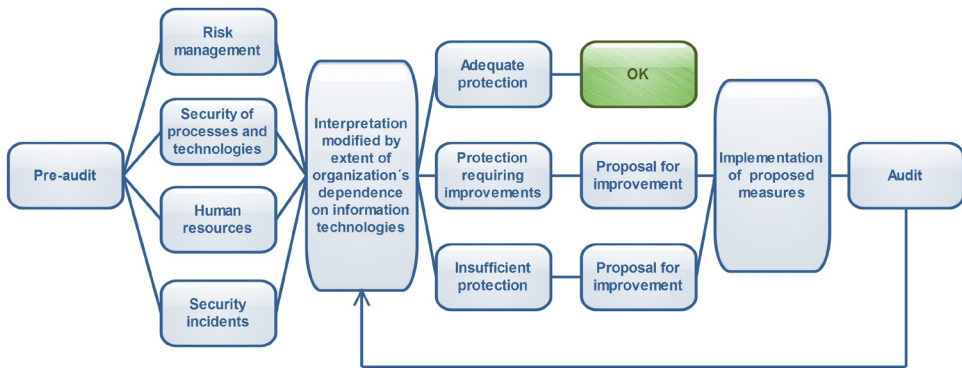 Pre-audit
Risk
management
Security of
processes and
technologies
Human
resources
Security
incidents
Interpretation
modified by
extent of
organization´s
dependence
on information
technologies
Adequate
protection
OK
Protection
requiring
improvements
Proposal for
improvement
Insufficient
protection
Proposal for
improvement
Implementation
of proposed
measures
Audit